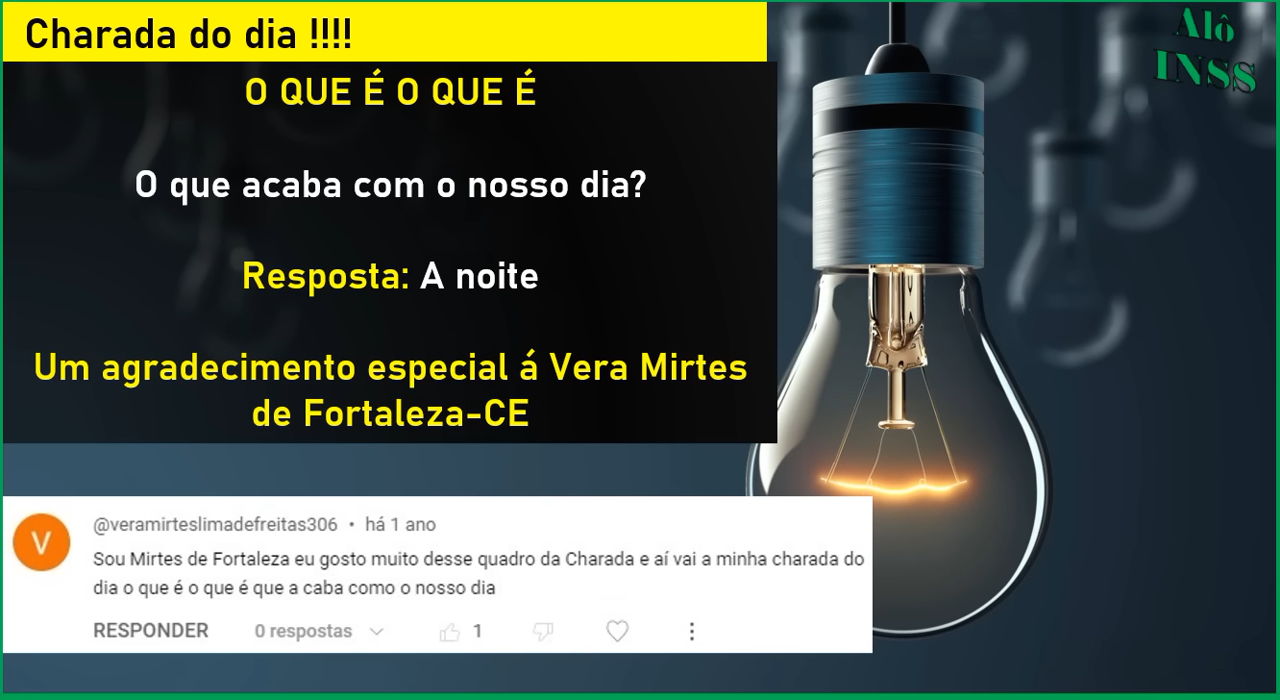 Charada do dia !!!!
Alô
INSS
O QUE É O QUE É
O que acaba com o nosso dia?
Resposta: A noite
Um agradecimento especial á Vera Mirtes
de Fortaleza-CE
V
@veramirteslimadefreitas306 • há 1 ano
Sou Mirtes de Fortaleza eu gosto muito desse quadro da Charada e aí vai a minha charada do
dia o que é o que é que a caba como o nosso dia
RESPONDER 0 respostas 1